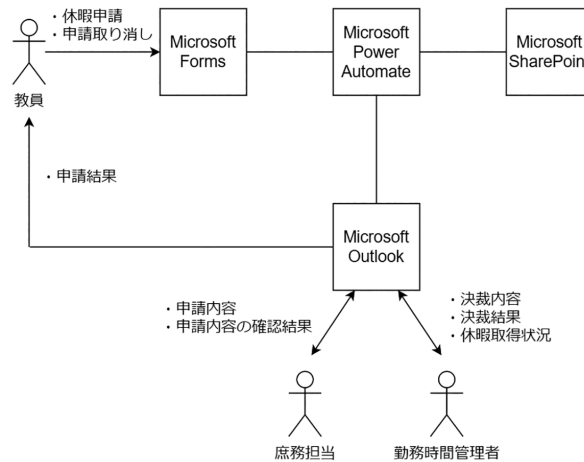 ・休暇申請
・申請取り消し
Microsoft
Forms
Microsoft
Power
Automate
Microsoft
SharePoint
教員
・申請結果
Microsoft
Outlook
・申請内容
・申請内容の確認結果
・決裁内容
・決裁結果
・休暇取得状況
庶務担当
勤務時間管理者